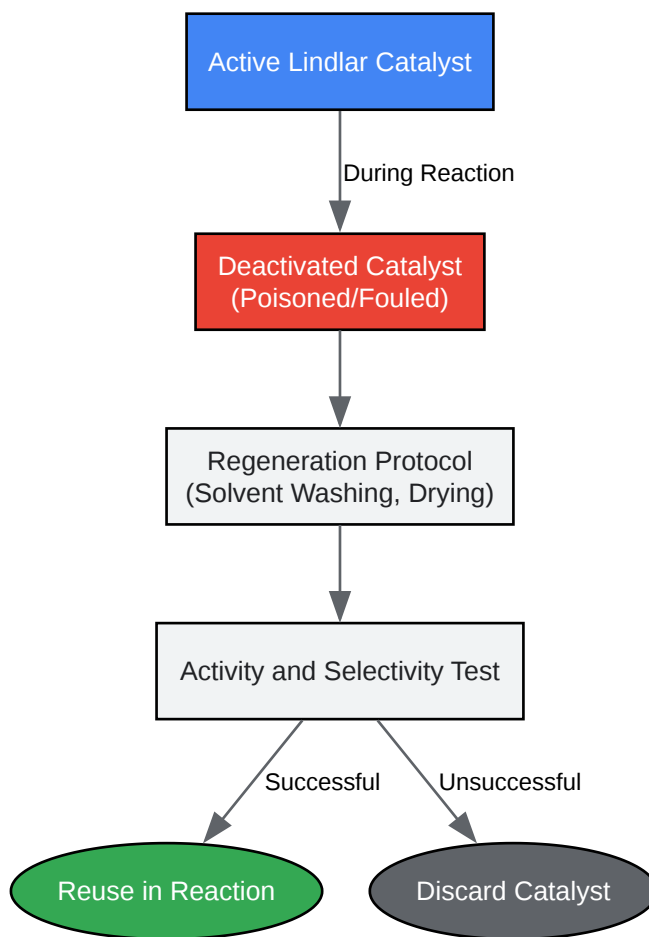 Active Lindlar Catalyst
During Reaction
Deactivated Catalyst
(Poisoned/Fouled)
Regeneration Protocol
(Solvent Washing, Drying)
Activity and Selectivity Test
Successful
Unsuccessful
Reuse in Reaction
Discard Catalyst